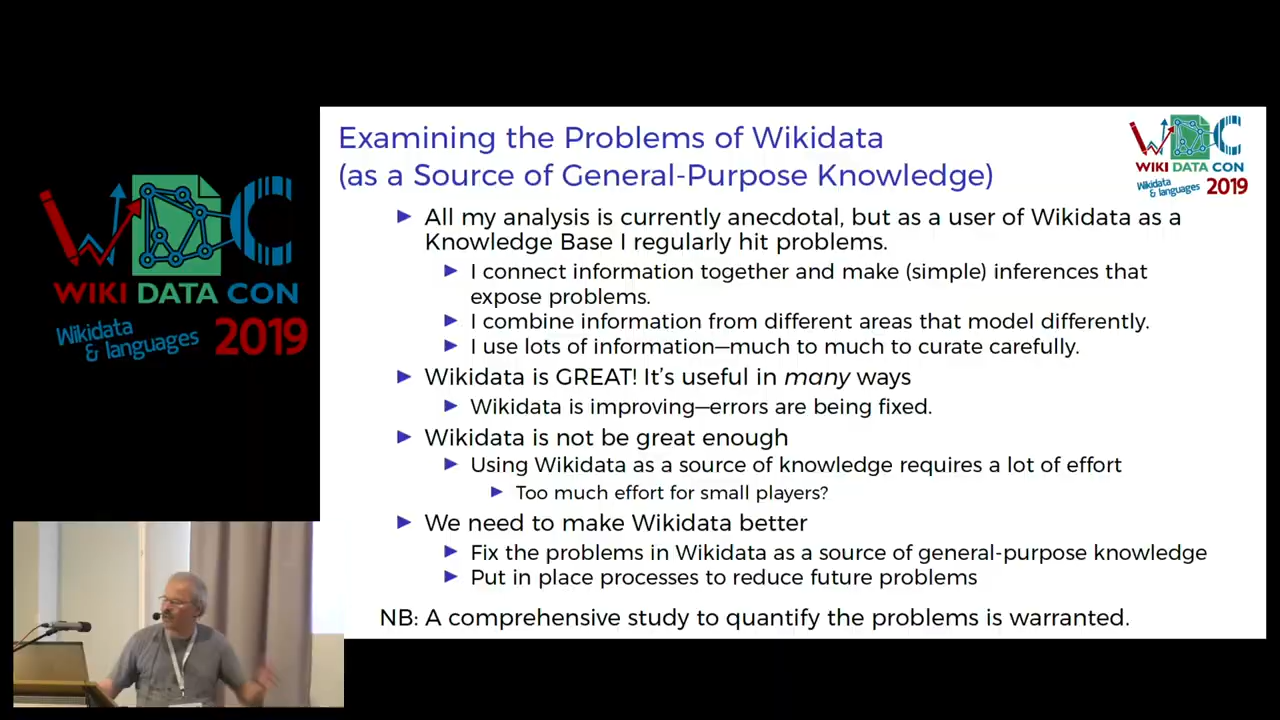 WIKI DATA CON
Wikidata
& languages 2019
Examining the Problems of Wikidata
(as a Source of General-Purpose Knowledge)
WIKI DATA CON
Wikidata
& languages 2019
▶ All my analysis is currently anecdotal, but as a user of Wikidata as a
Knowledge Base I regularly hit problems.
▶ I connect information together and make (simple) inferences that
expose problems.
▶ I combine information from different areas that model differently.
▶ I use lots of information—much to much to curate carefully.
▶ Wikidata is GREAT! It's useful in many ways
▶ Wikidata is improving—errors are being fixed.
▶ Wikidata is not be great enough
▶ Using Wikidata as a source of knowledge requires a lot of effort
▶ Too much effort for small players?
▶ We need to make Wikidata better
▶ Fix the problems in Wikidata as a source of general-purpose knowledge
▶ Put in place processes to reduce future problems
NB: A comprehensive study to quantify the problems is warranted.